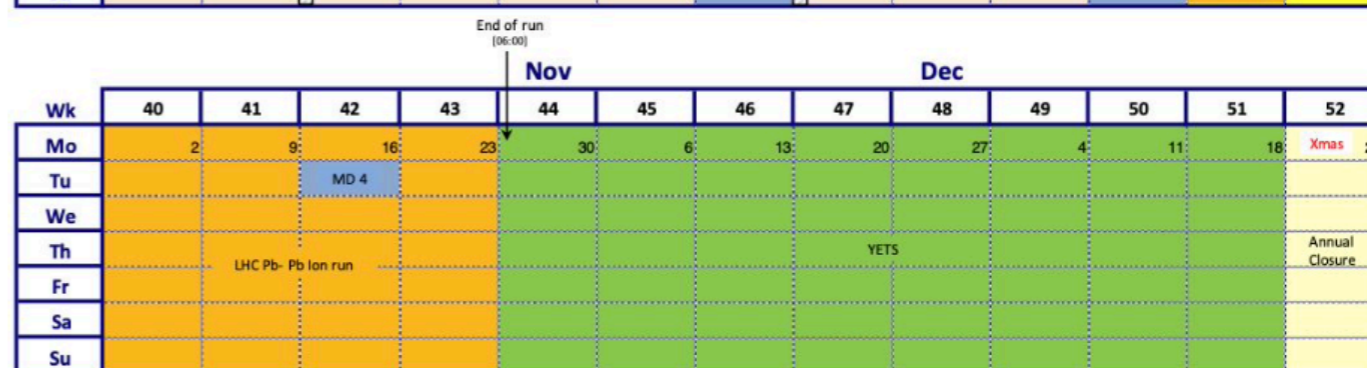 End of run
[06:00]
Nov Dec
Wk 40 41 42 43 44 45 46 47 48 49 50 51 52
Mo 2 9 16 23 30 6 13 20 27 4 11 18 Xmas
Tu MD 4
We
Th YETS Annual
LHC Pb- Pb Ion run Closure
Fr
Sa
Su